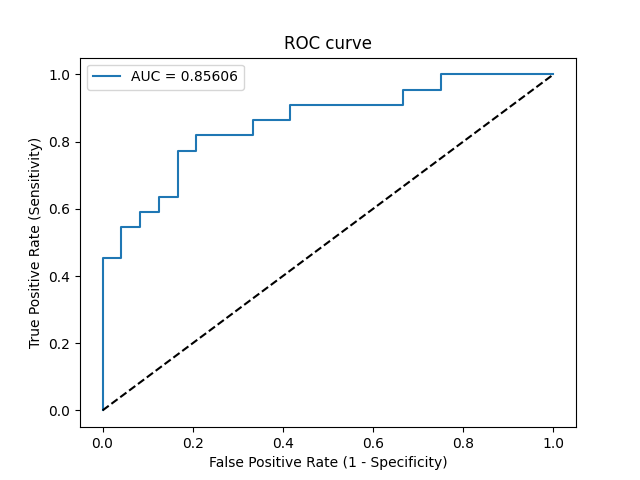 ROC curve
AUC = 0.85606
True Positive Rate (Sensitivity)
1.0
0.8
0.6
0.4
0.2
0.0
0.0 0.2 0.4 0.6 0.8 1.0
False Positive Rate (1 - Specificity)